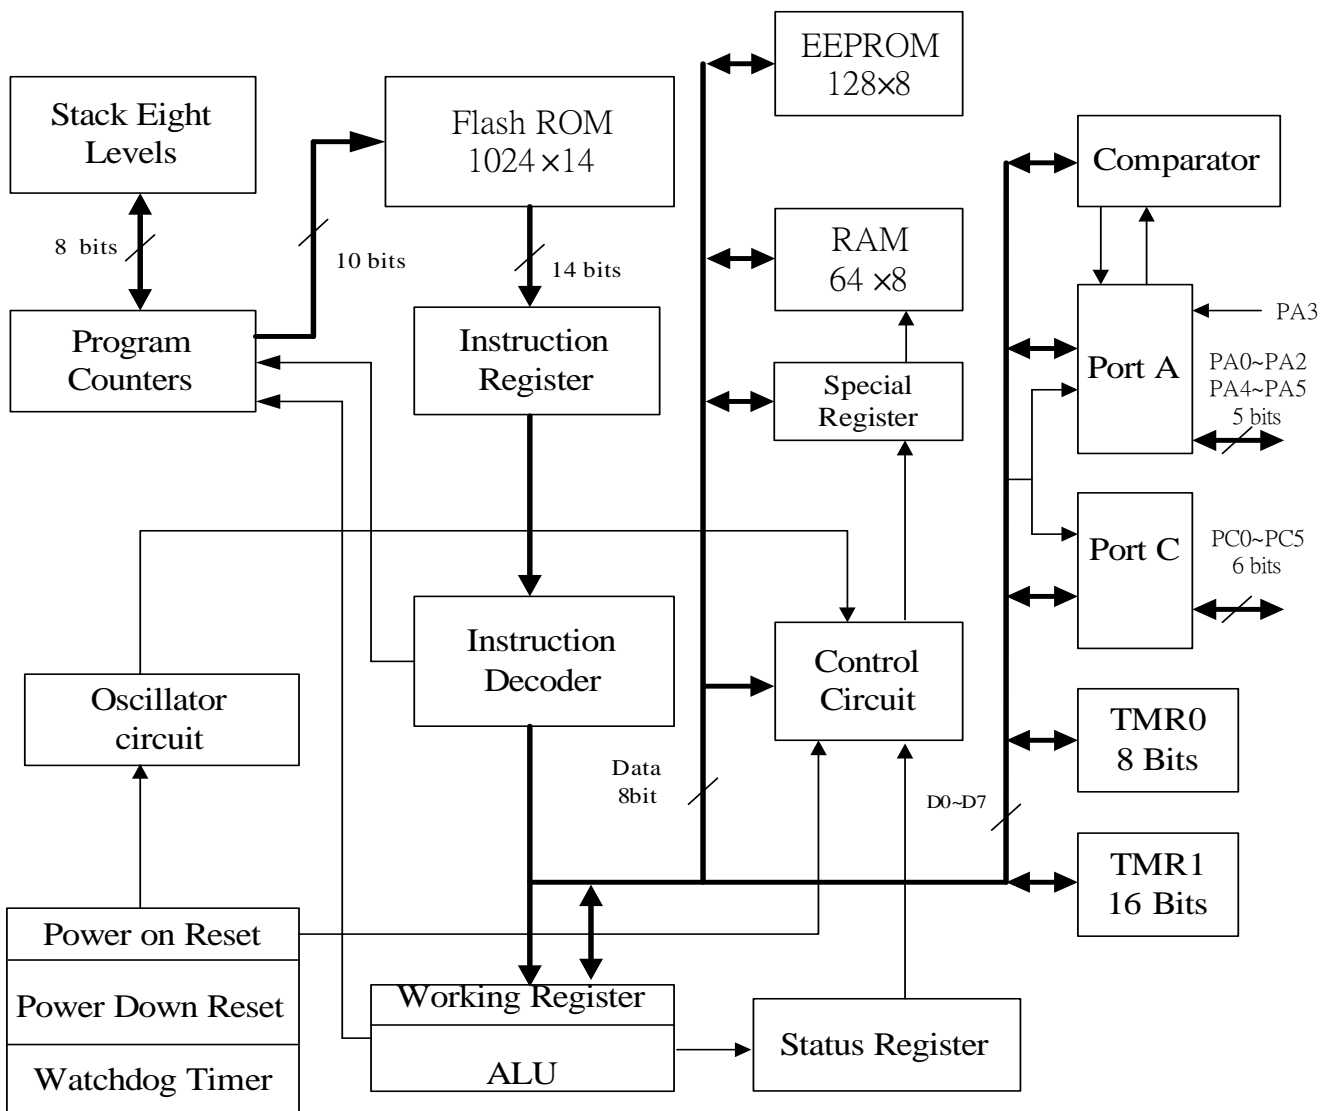 EEPROM
128×8
Stack Eight
Levels
Flash ROM
1024 ×14
Comparator
8 bits
10 bits
14 bits
RAM
64 ×8
PA3
Program
Counters
Instruction
Register
Special
Register
Port A
PA0~PA2
PA4~PA5
5 bits
Port C
PC0~PC5
6 bits
Instruction
Decoder
Control
Circuit
Oscillator
circuit
TMR0
8 Bits
Data
8bit
D0~D7
TMR1
16 Bits
Power on Reset
Power Down Reset
Watchdog Timer
Working Register
ALU
Status Register